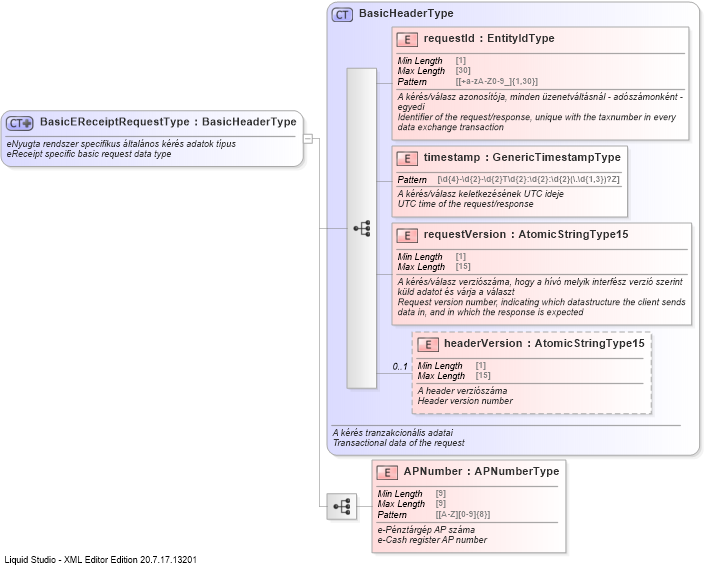 CT BasicHeaderType
E requestId : EntityIdType
Min Length [1]
Max Length [30]
Pattern [[+a-zA-Z0-9_]{1,30}]
A kérés/válasz azonosítója, minden üzenetváltásnál - adószámonként -
egyedi
Identifier of the request/response, unique with the taxnumber in every
data exchange transaction
CT BasicEReceiptRequestType : BasicHeaderType
eNyugta rendszer specifikus általános kérés adatok típus
eReceipt specific basic request data type
E timestamp : GenericTimestampType
Pattern [\d{4}-\d{2}-\d{2}T\d{2}:\d{2}:\d{2}(\.\d{1,3})?Z]
A kérés/válasz keletkezésének UTC ideje
UTC time of the request/response
E requestVersion : AtomicStringType15
Min Length [1]
Max Length [15]
A kérés/válasz verziószáma, hogy a hívó melyik interfész verzió szerint
küld adatot és várja a választ
Request version number, indicating which datastructure the client sends
data in, and in which the response is expected
E headerVersion : AtomicStringType15
0..1
Min Length [1]
Max Length [15]
A header verziószáma
Header version number
A kérés tranzakcionális adatai
Transactional data of the request
E APNumber : APNumberType
Min Length [9]
Max Length [9]
Pattern [[A-Z][0-9]{8}]
e-Pénztárgép AP száma
e-Cash register AP number
Liquid Studio - XML Editor Edition 20.7.17.13201